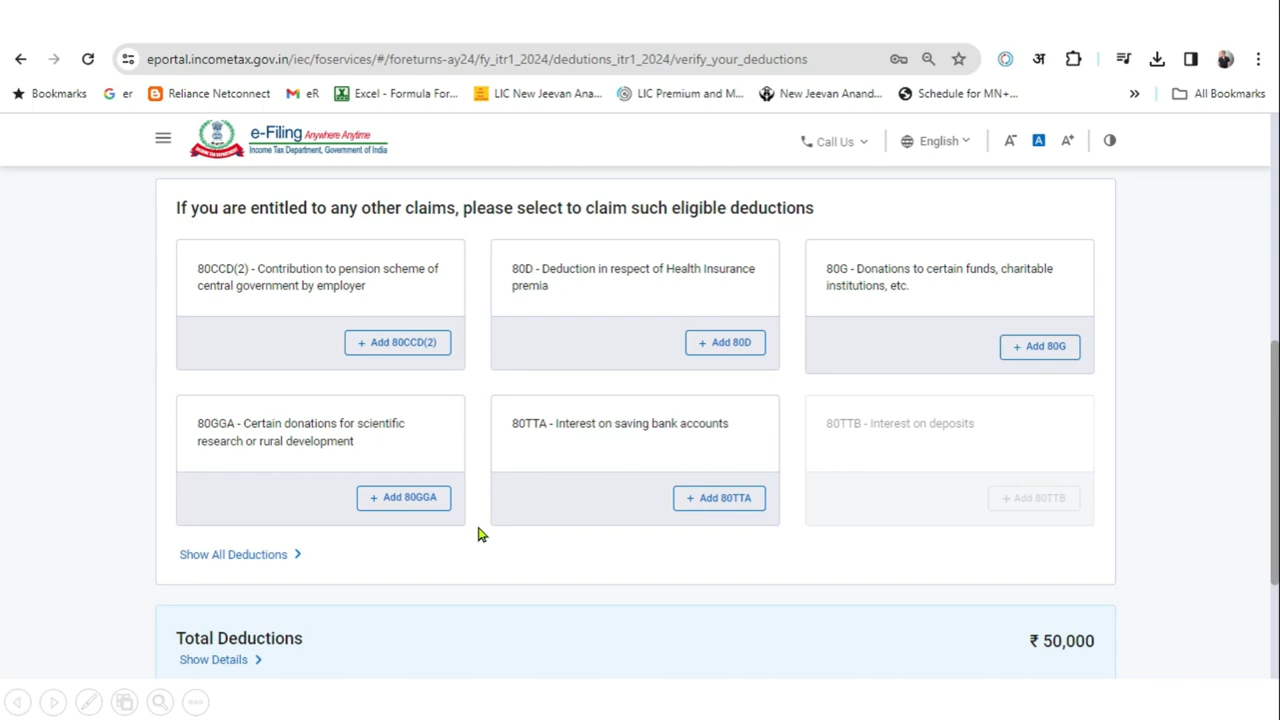 eportal.incometax.gov.in/iec/foservices/#/foreturns-ay24/fy_itr1_2024/dedutions_itr1_2024/verify_your_deductions
अ
Bookmarks G er Reliance Netconnect eR Excel - Formula For... LIC New Jeevan Ana... LIC Premium and M... New Jeevan Anand... Schedule for MN+... » All Bookmarks
e-Filing Anywhere Anytime
Income Tax Department, Government of India
Call Us English A- A A+
If you are entitled to any other claims, please select to claim such eligible deductions
80CCD(2) - Contribution to pension scheme of
central government by employer
+ Add 80CCD(2)
80D - Deduction in respect of Health Insurance
premia
+ Add 80D
80G - Donations to certain funds, charitable
institutions, etc.
+ Add 80G
80GGA - Certain donations for scientific
research or rural development
+ Add 80GGA
80TTA - Interest on saving bank accounts
+ Add 80TTA
80TTB - Interest on deposits
+ Add 80TTB
Show All Deductions
Total Deductions ₹ 50,000
Show Details